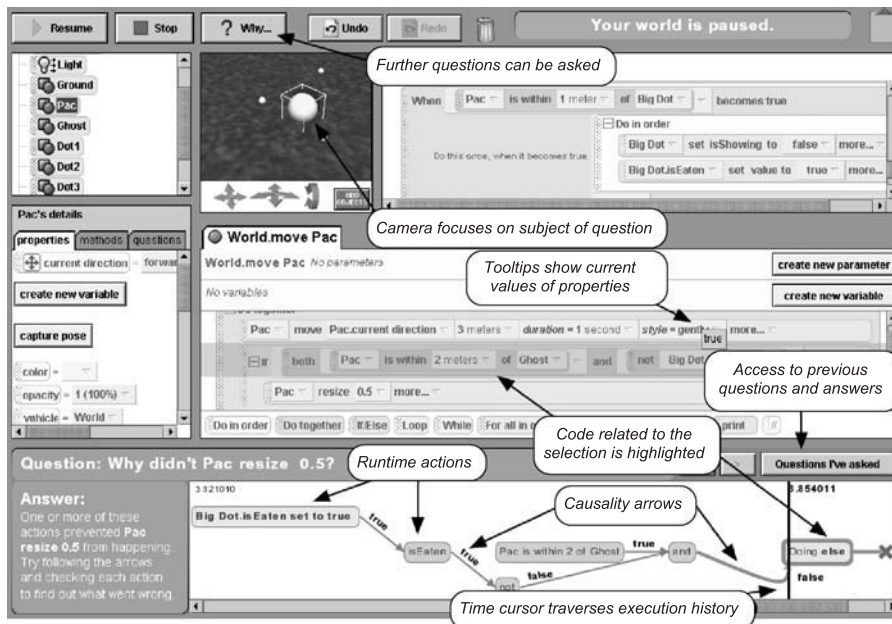 Resume
Stop
? Why...
Undo
Redo
Your world is paused.
Further questions can be asked
Light
Ground
Pac
Ghost
Dot1
Dot2
Dot3
When Pac is within 1 meter of Big Dot becomes true
Do in order
Big Dot set isShowing to false more...
Do this once, when it becomes true
Big Dot.isEaten set value to true more...
Camera focuses on subject of question
Pac's details
properties methods questions
current direction = forwar
create new variable
capture pose
color =
opacity = 1 (100%)
vehicle = World
World.move Pac
World.move Pac No parameters
create new parameter
No variables
create new variable
Tooltips show current
values of properties
Do together
Pac move Pac.current direction 3 meters duration = 1 second style = gently more...
true
If both Pac is within 2 meters of Ghost and not Big Dot
Pac resize 0.5 more...
Access to previous
questions and answers
Do in order Do together If/Else Loop While For all in o print
Code related to the
selection is highlighted
Question: Why didn't Pac resize 0.5?
Questions I've asked
Runtime actions
Answer:
One or more of these
actions prevented Pac
resize 0.5 from happening.
Try following the arrows
and checking each action
to find out what went wrong.
3.821010
3.854011
Big Dot.isEaten set to true
true
Causality arrows
isEaten
true
Pac is within 2 of Ghost
true
and
Doing else
not
false
false
Time cursor traverses execution history